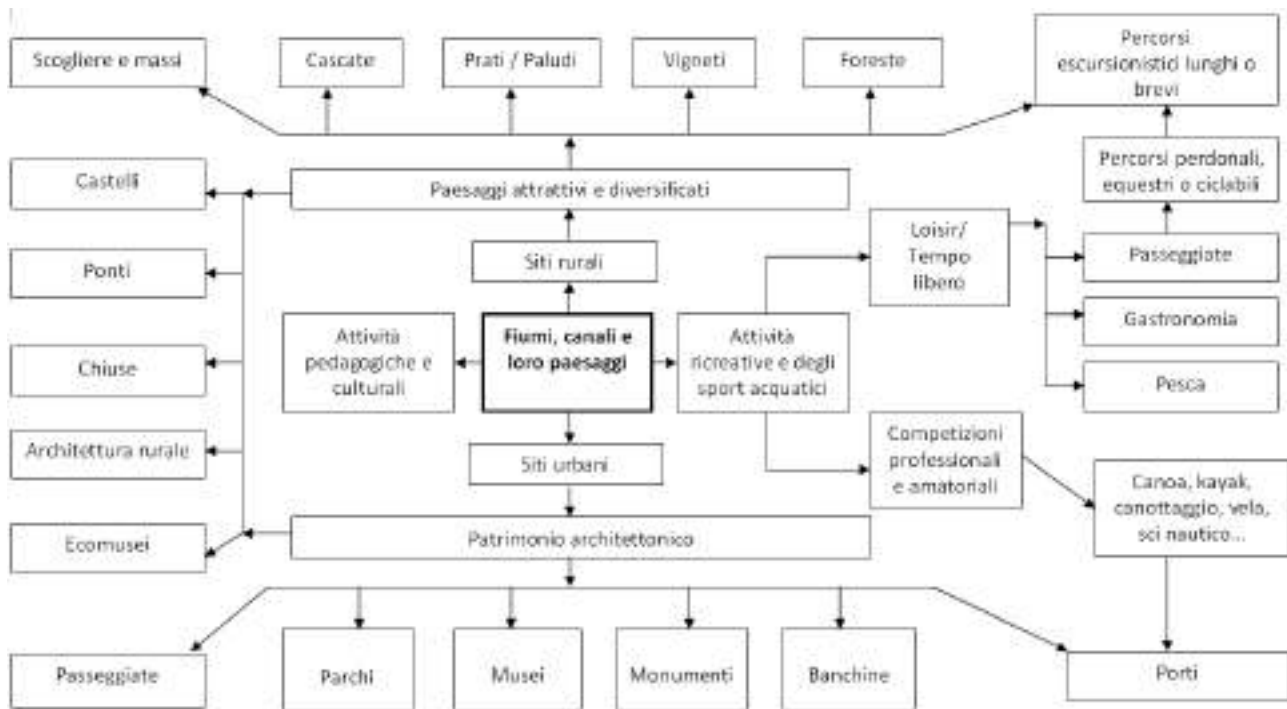 Scogliere e massi
Cascate
Prati / Paludi
Vigneti
Foreste
Percorsi
escursionistici lunghi o
brevi
Castelli
Paesaggi attrattivi e diversificati
Percorsi perdonali,
equestri o ciclabili
Ponti
Siti rurali
Loisir/
Tempo
libero
Passeggiate
Gastronomia
Pesca
Chiuse
Attività
pedagogiche e
culturali
Fiumi, canali e
loro paesaggi
Attività
ricreative e degli
sport acquatici
Architettura rurale
Siti urbani
Competizioni
professionali
e amatoriali
Canoa, kayak,
canottaggio, vela,
sci nautico...
Ecomusei
Patrimonio architettonico
Passeggiate
Parchi
Musei
Monumenti
Banchine
Porti